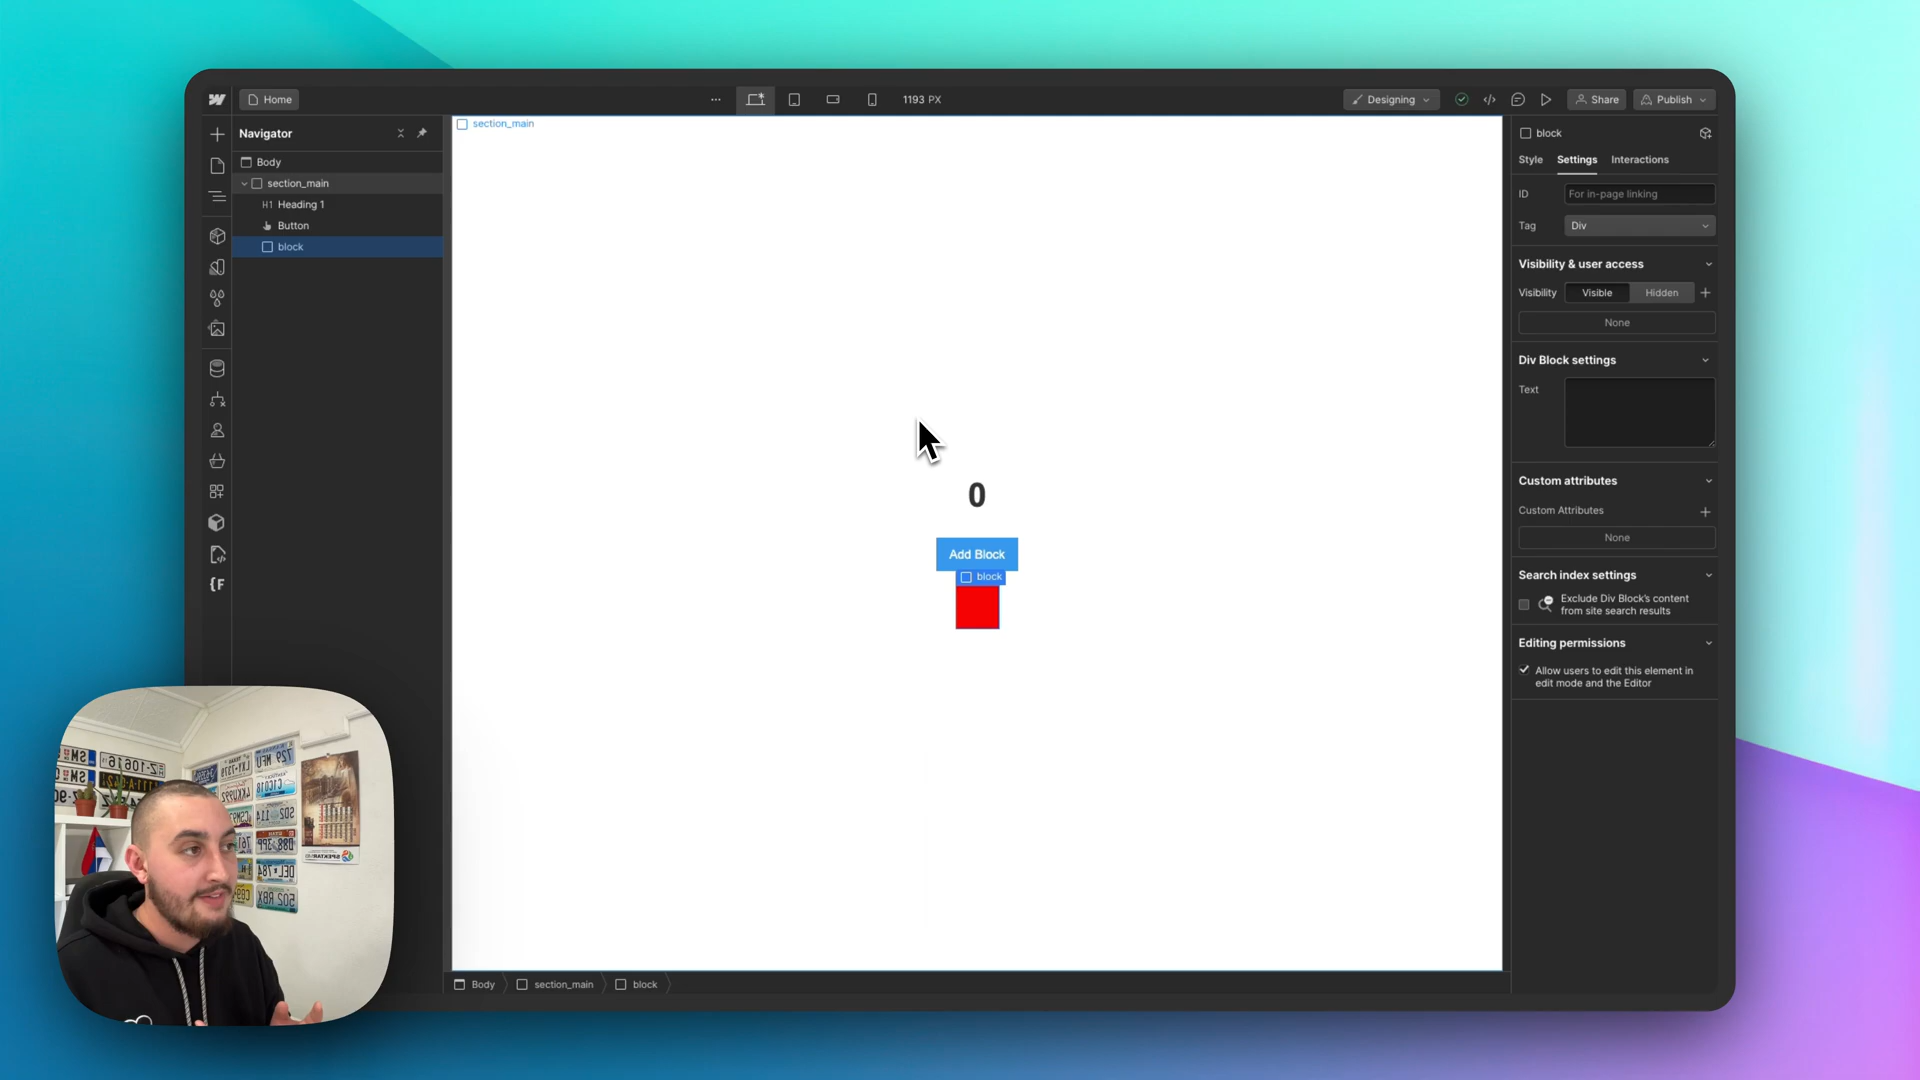 Home
1193 PX
Designing
Share
Publish
Navigator
Body
section_main
H1 Heading 1
Button
block
section_main
0
Add Block
block
block
Style Settings Interactions
ID For in-page linking
Tag Div
Visibility & user access
Visibility Visible Hidden
None
Div Block settings
Text
Custom attributes
Custom Attributes
None
Search index settings
Exclude Div Block's content
from site search results
Editing permissions
Allow users to edit this element in
edit mode and the Editor
Body section_main block